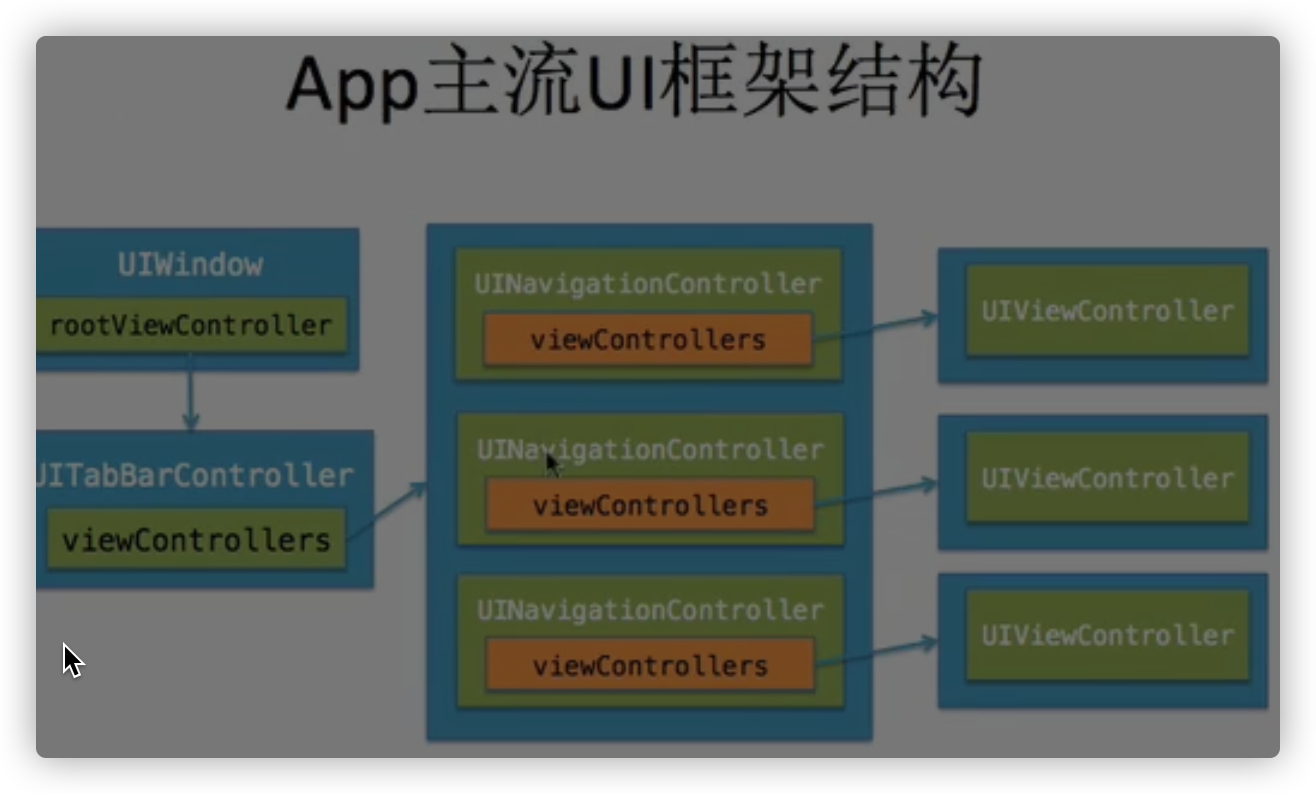 App主流UI框架结构
UIWindow
rootViewController
UITabBarController
viewControllers
UINavigationController
viewControllers
UINavigationController
viewControllers
UINavigationController
viewControllers
UIViewController
UIViewController
UIViewController